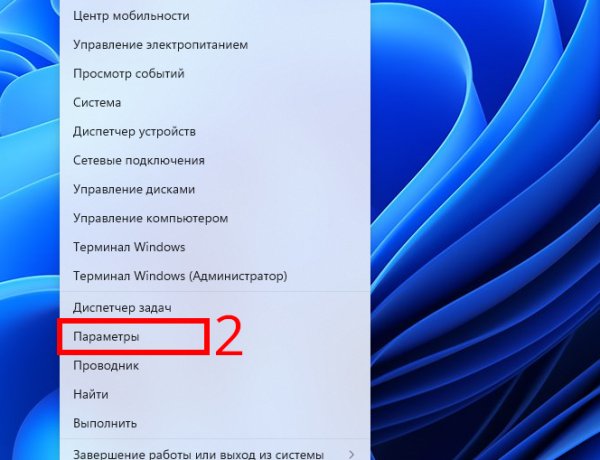 Центр мобильности
Управление электропитанием
Просмотр событий
Система
Диспетчер устройств
Сетевые подключения
Управление дисками
Управление компьютером
Терминал Windows
Терминал Windows (Администратор)
Диспетчер задач
Параметры 2
Проводник
Найти
Выполнить
Завершение работы или выход из системы